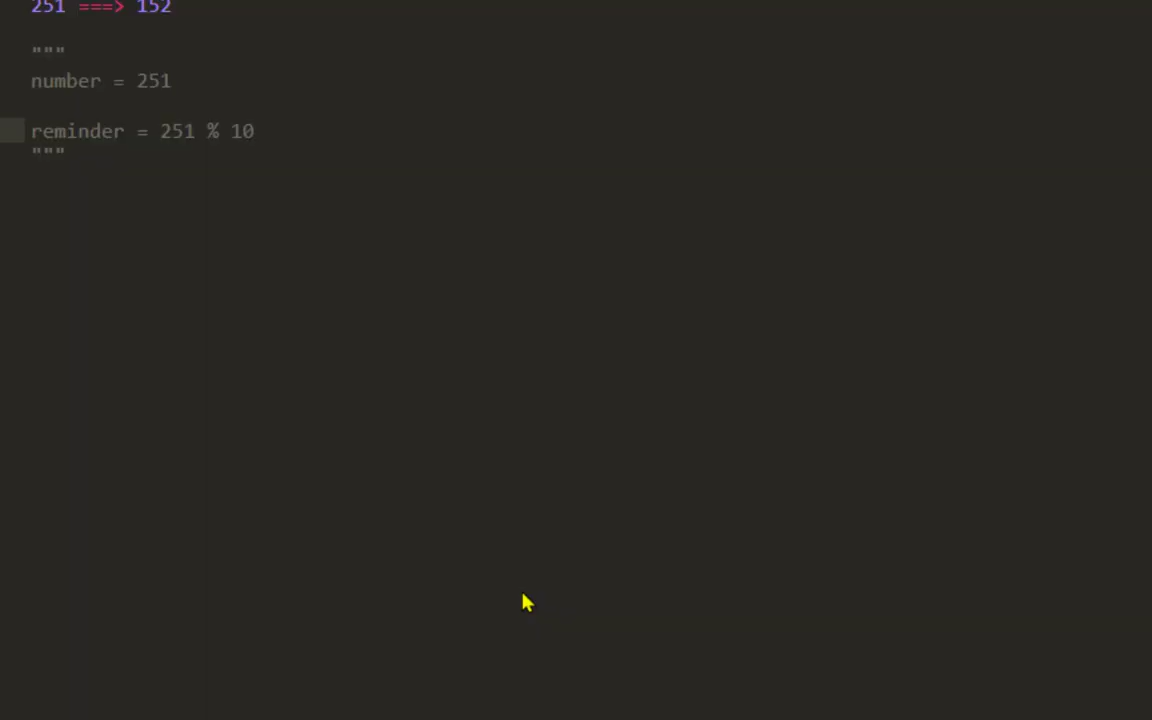 251 ===> 152
"""
number = 251
reminder = 251 % 10
"""